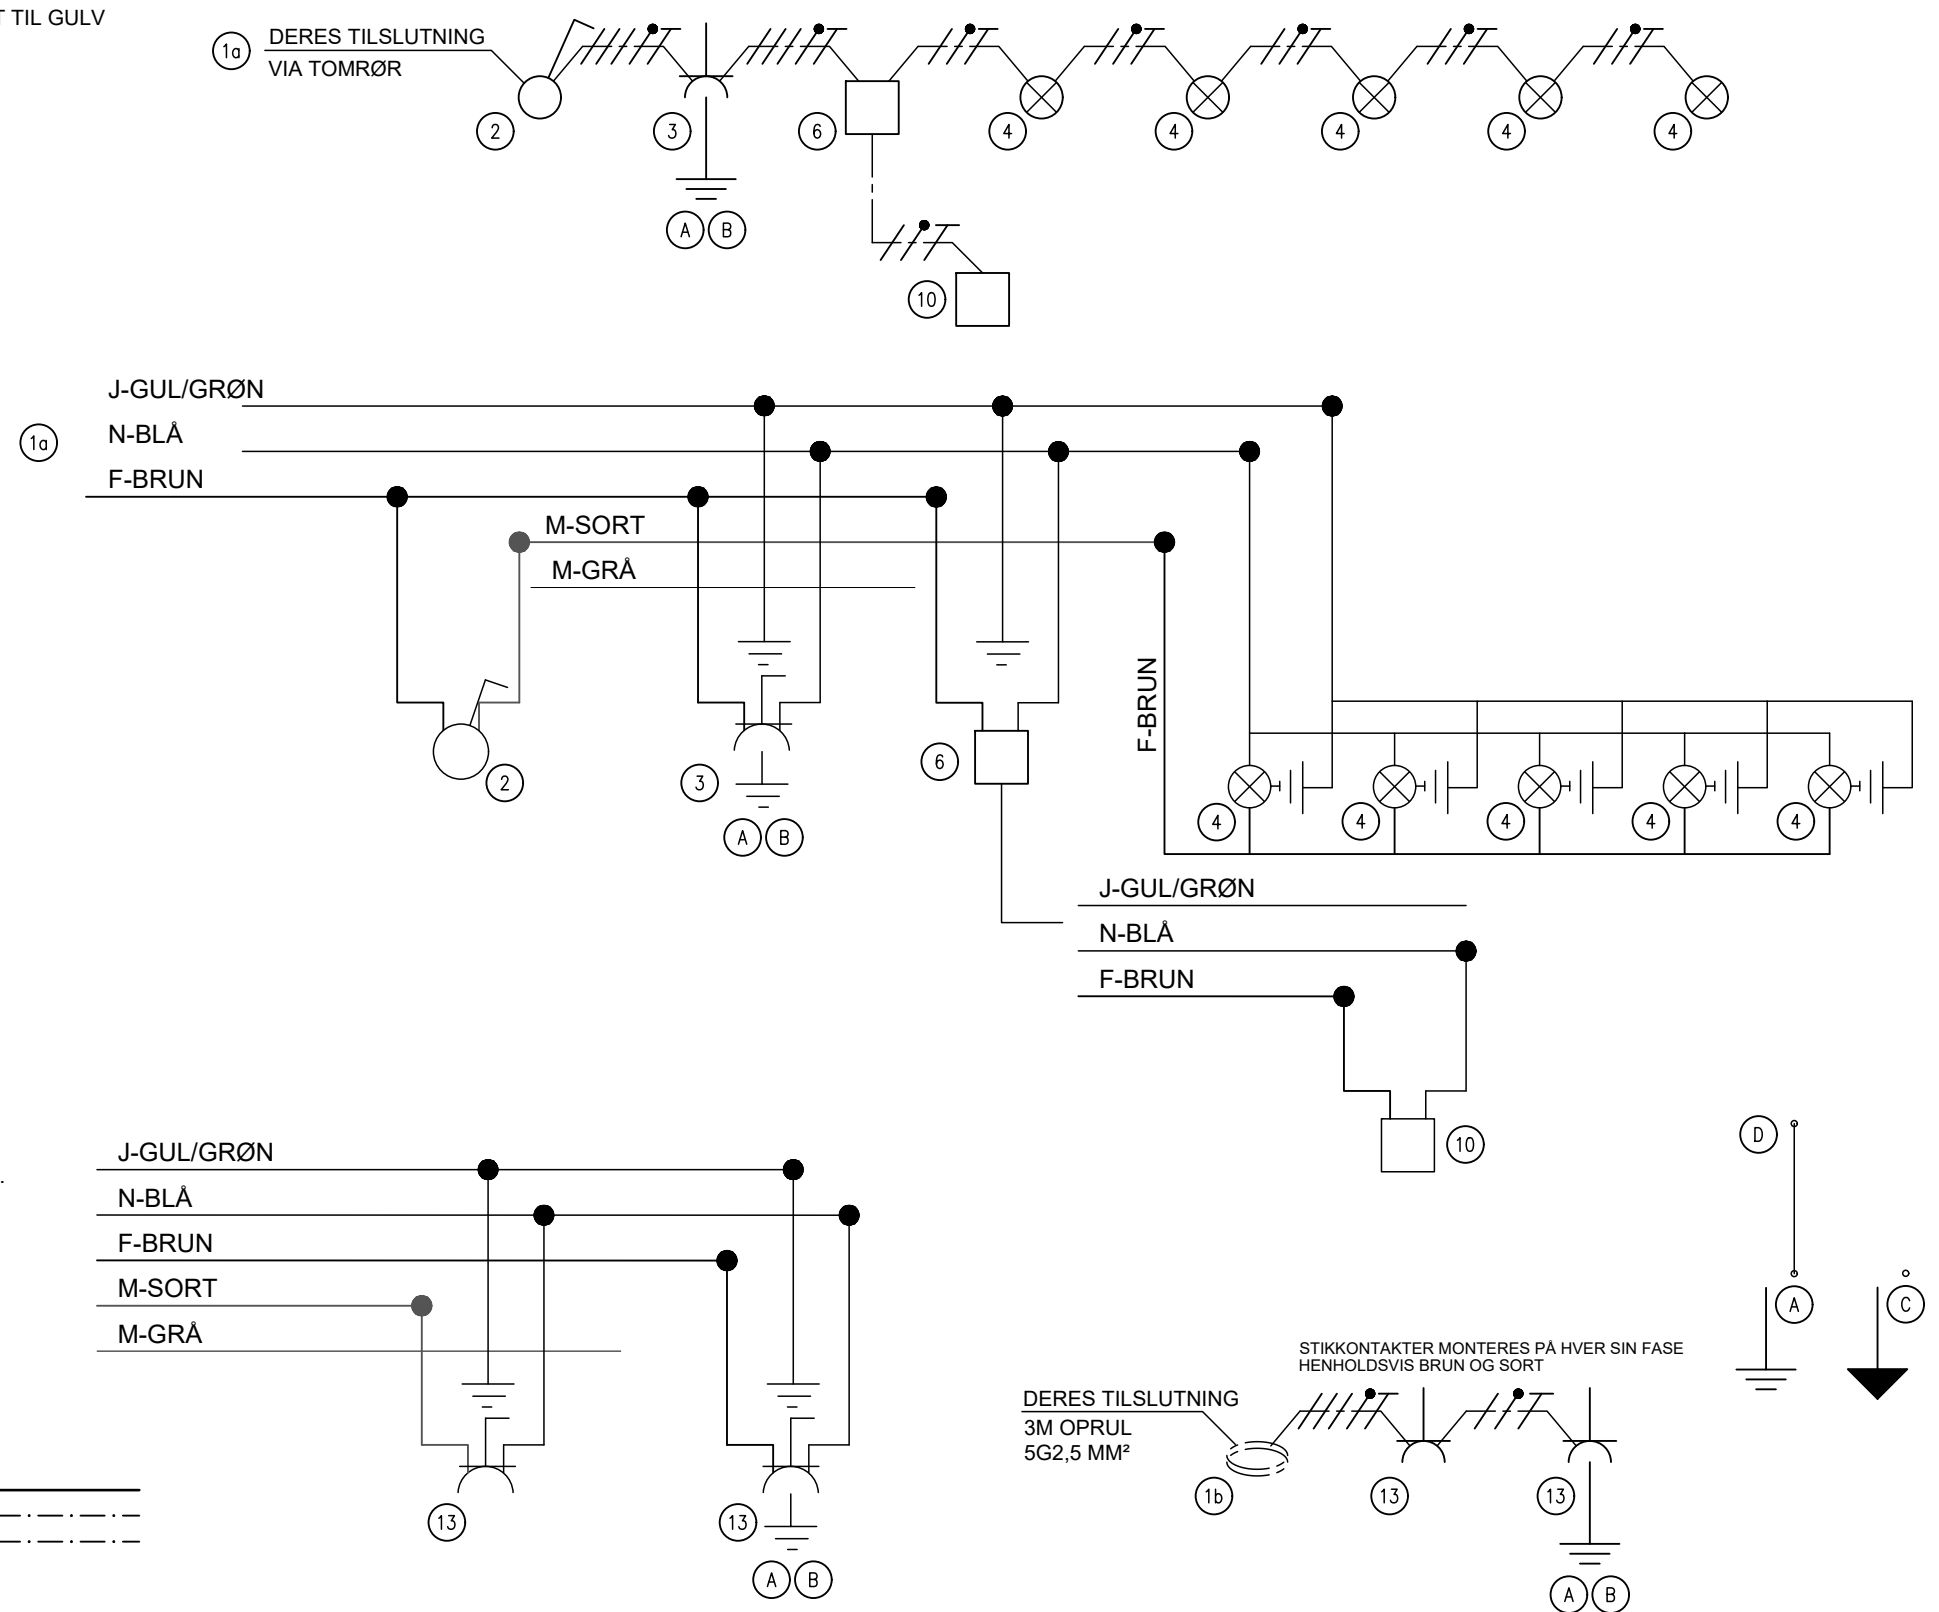 T TIL GULV
1a
DERES TILSLUTNING
VIA TOMRØR
2
3
6
4
4
4
4
4
A B
10
J-GUL/GRØN
1a
N-BLÅ
F-BRUN
M-SORT
M-GRÅ
F-BRUN
2
3
6
4
4
4
4
4
A B
J-GUL/GRØN
N-BLÅ
F-BRUN
10
D
J-GUL/GRØN
N-BLÅ
F-BRUN
M-SORT
M-GRÅ
A
C
STIKKONTAKTER MONTERES PÅ HVER SIN FASE
HENHOLDSVIS BRUN OG SORT
DERES TILSLUTNING
3M OPRUL
5G2,5 MM²
1b
13
13
13
13
A B
A B